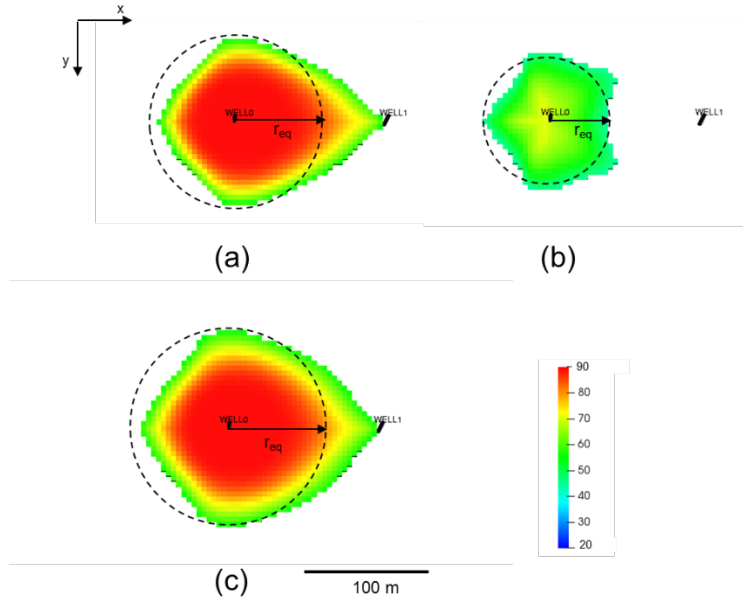 x
y
WELL0
WELL1
r_eq
(a)
WELL0
WELL1
r_eq
(b)
WELL0
WELL1
r_eq
(c)
100 m
90
80
70
60
50
40
30
20